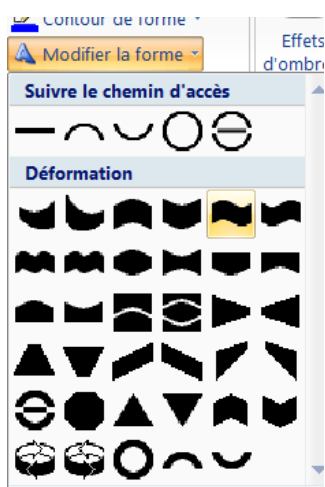 Contour de forme
Modifier la forme
Effets
d'ombre
Suivre le chemin d'accès
Déformation